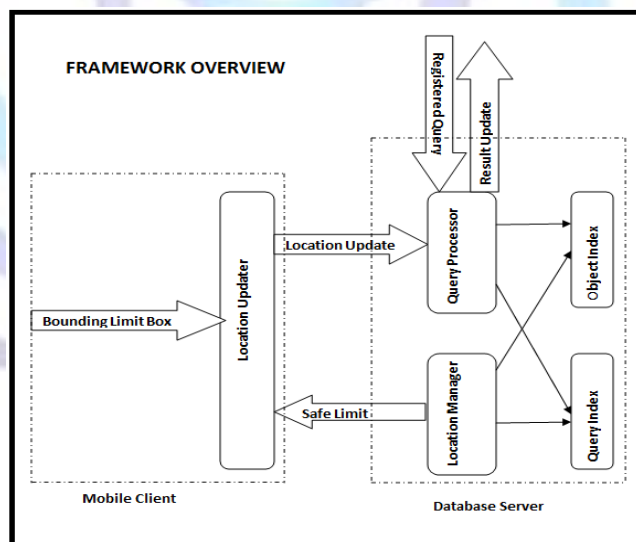 FRAMEWORK OVERVIEW
Registered Query
Result Update
Location Updater
Location Update
Query Processor
Object Index
Bounding Limit Box
Safe Limit
Location Manager
Query Index
Mobile Client
Database Server